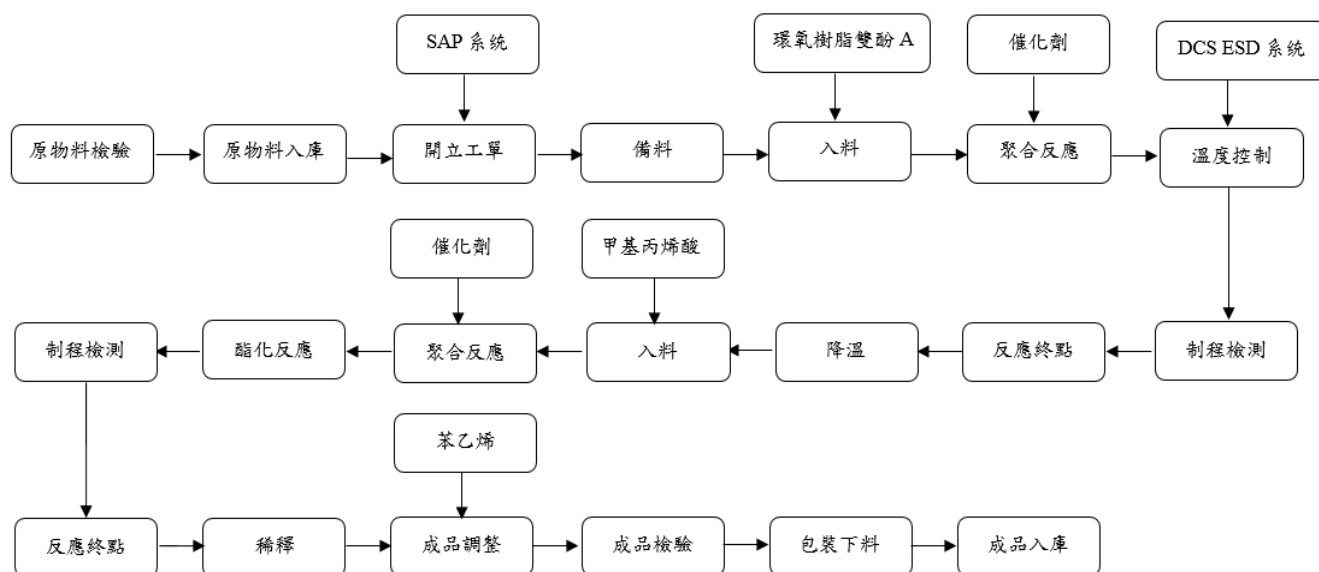 SAP 系統
環氧樹脂雙酚 A
催化劑
DCS ESD 系統
原物料檢驗
原物料入庫
開立工單
備料
入料
聚合反應
溫度控制
催化劑
甲基丙烯酸
制程檢測
酯化反應
聚合反應
入料
降溫
反應終點
制程檢測
苯乙烯
反應終點
稀釋
成品調整
成品檢驗
包裝下料
成品入庫